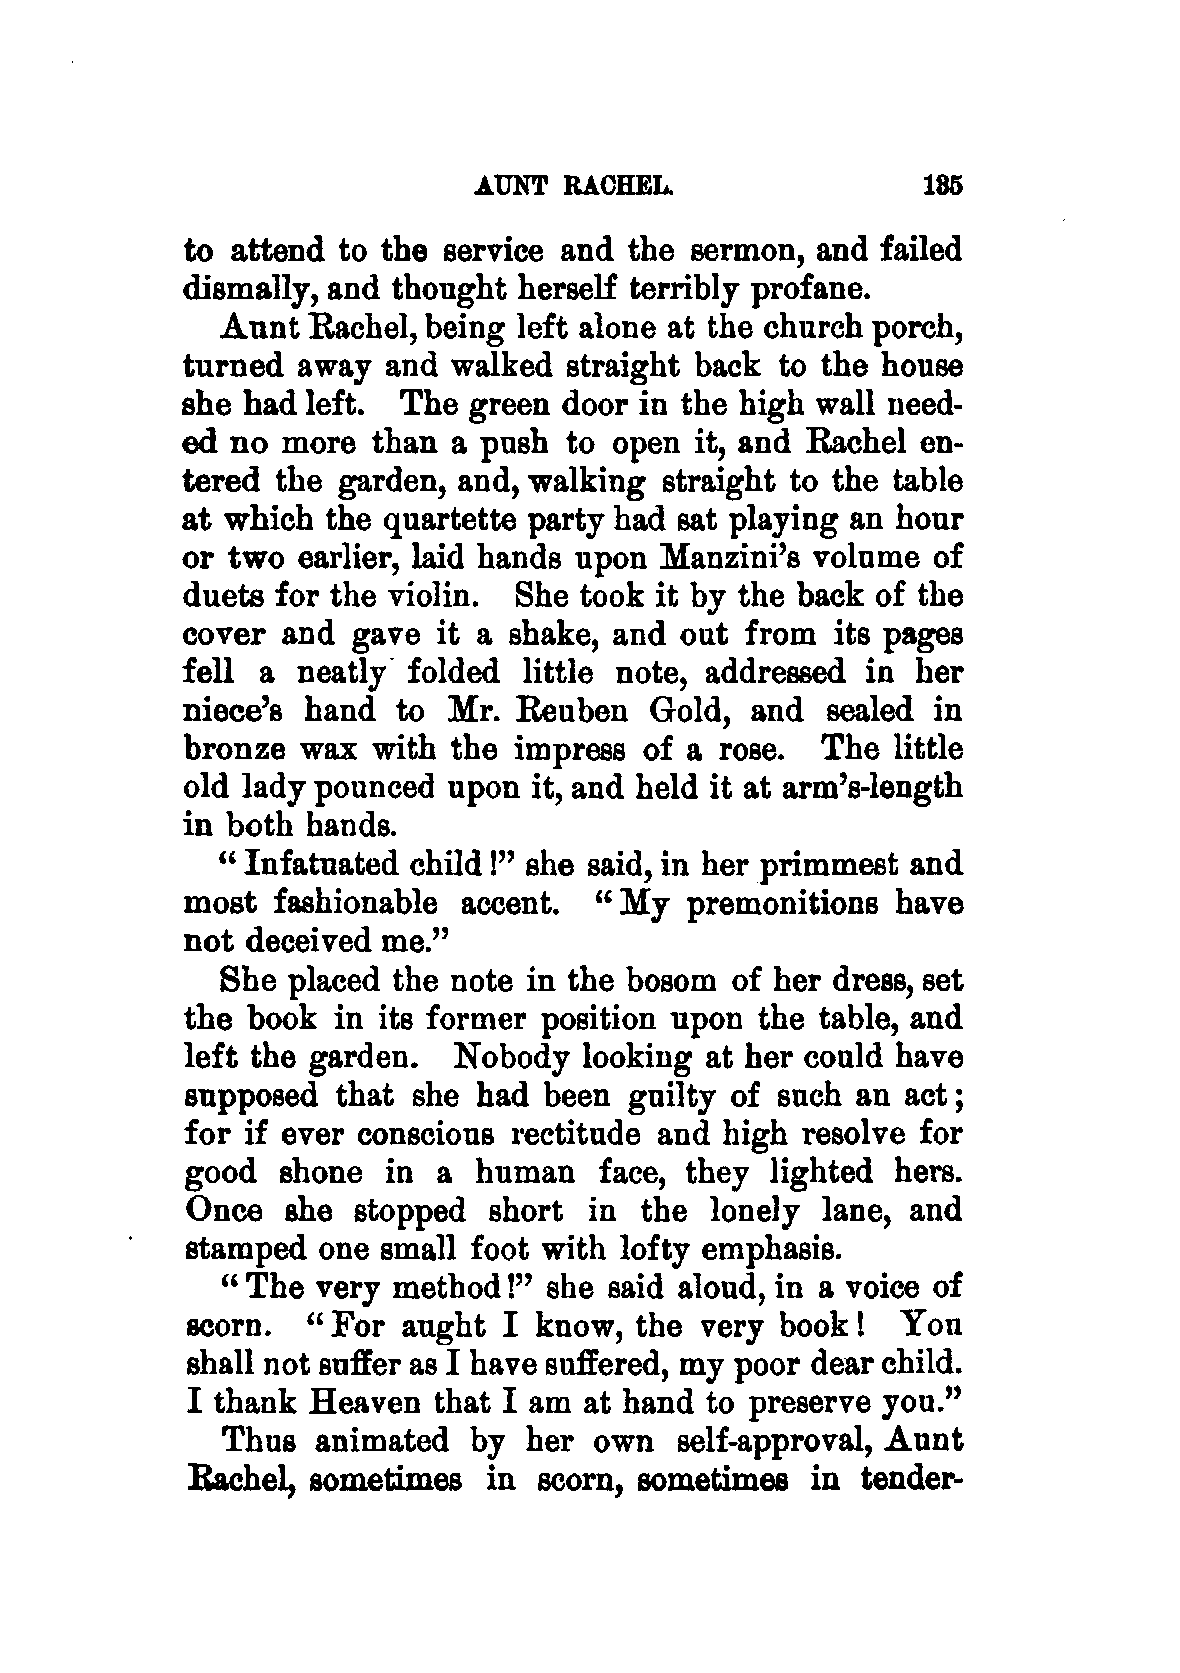 AUNT RACHEL. 135
to attend to the service and the sermon, and failed
dismally, and thought herself terribly profane.
Aunt Rachel, being left alone at the church porch,
turned away and walked straight back to the house
she had left. The green door in the high wall need-
ed no more than a push to open it, and Rachel en-
tered the garden, and, walking straight to the table
at which the quartette party had sat playing an hour
or two earlier, laid hands upon Manzini's volume of
duets for the violin. She took it by the back of the
cover and gave it a shake, and out from its pages
fell a neatly folded little note, addressed in her
niece's hand to Mr. Reuben Gold, and sealed in
bronze wax with the impress of a rose. The little
old lady pounced upon it, and held it at arm's-length
in both hands.
"Infatuated child!" she said, in her primmest and
most fashionable accent. "My premonitions have
not deceived me."
She placed the note in the bosom of her dress, set
the book in its former position upon the table, and
left the garden. Nobody looking at her could have
supposed that she had been guilty of such an act;
for if ever conscious rectitude and high resolve for
good shone in a human face, they lighted hers.
Once she stopped short in the lonely lane, and
stamped one small foot with lofty emphasis.
"The very method!" she said aloud, in a voice of
scorn. "For aught I know, the very book! You
shall not suffer as I have suffered, my poor dear child.
I thank Heaven that I am at hand to preserve you."
Thus animated by her own self-approval, Aunt
Rachel, sometimes in scorn, sometimes in tender-